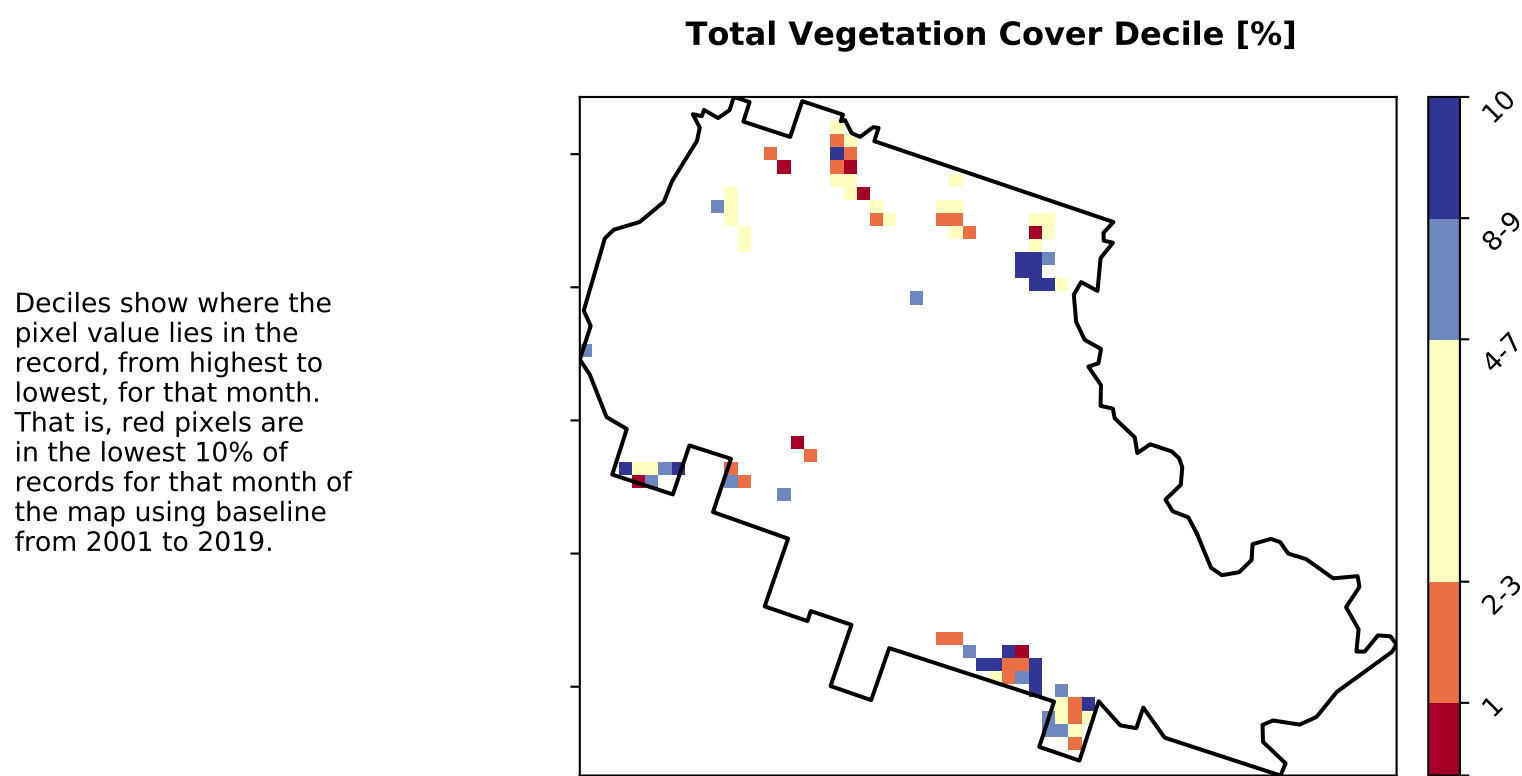 Total Vegetation Cover Decile [%]
Deciles show where the
pixel value lies in the
record, from highest to
lowest, for that month.
That is, red pixels are
in the lowest 10% of
records for that month of
the map using baseline
from 2001 to 2019.
10
8-9
4-7
2-3
1